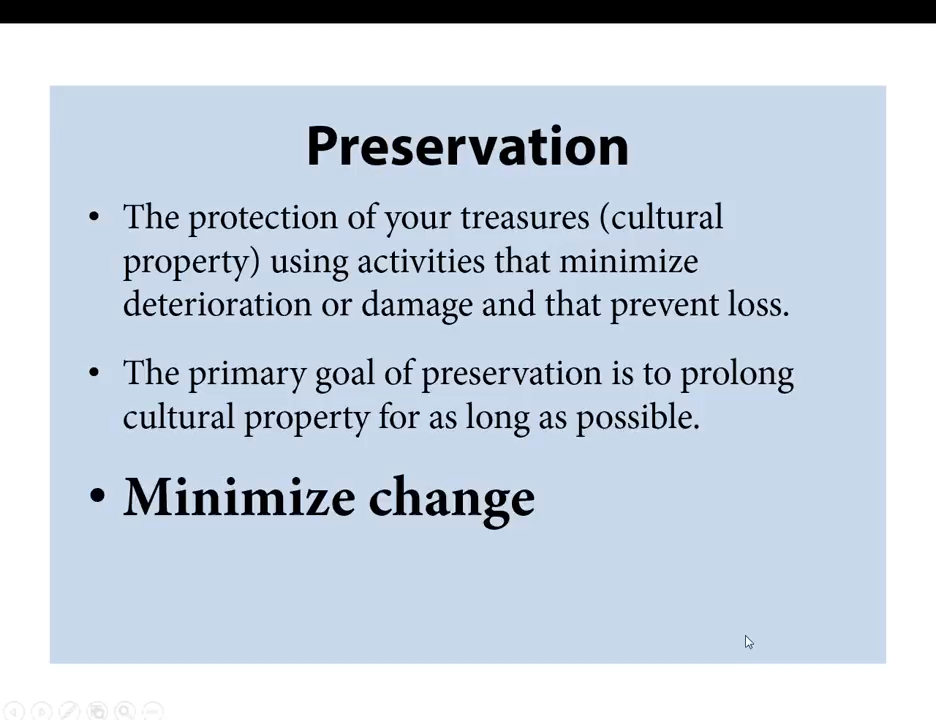 Preservation
• The protection of your treasures (cultural
property) using activities that minimize
deterioration or damage and that prevent loss.
• The primary goal of preservation is to prolong
cultural property for as long as possible.
• Minimize change